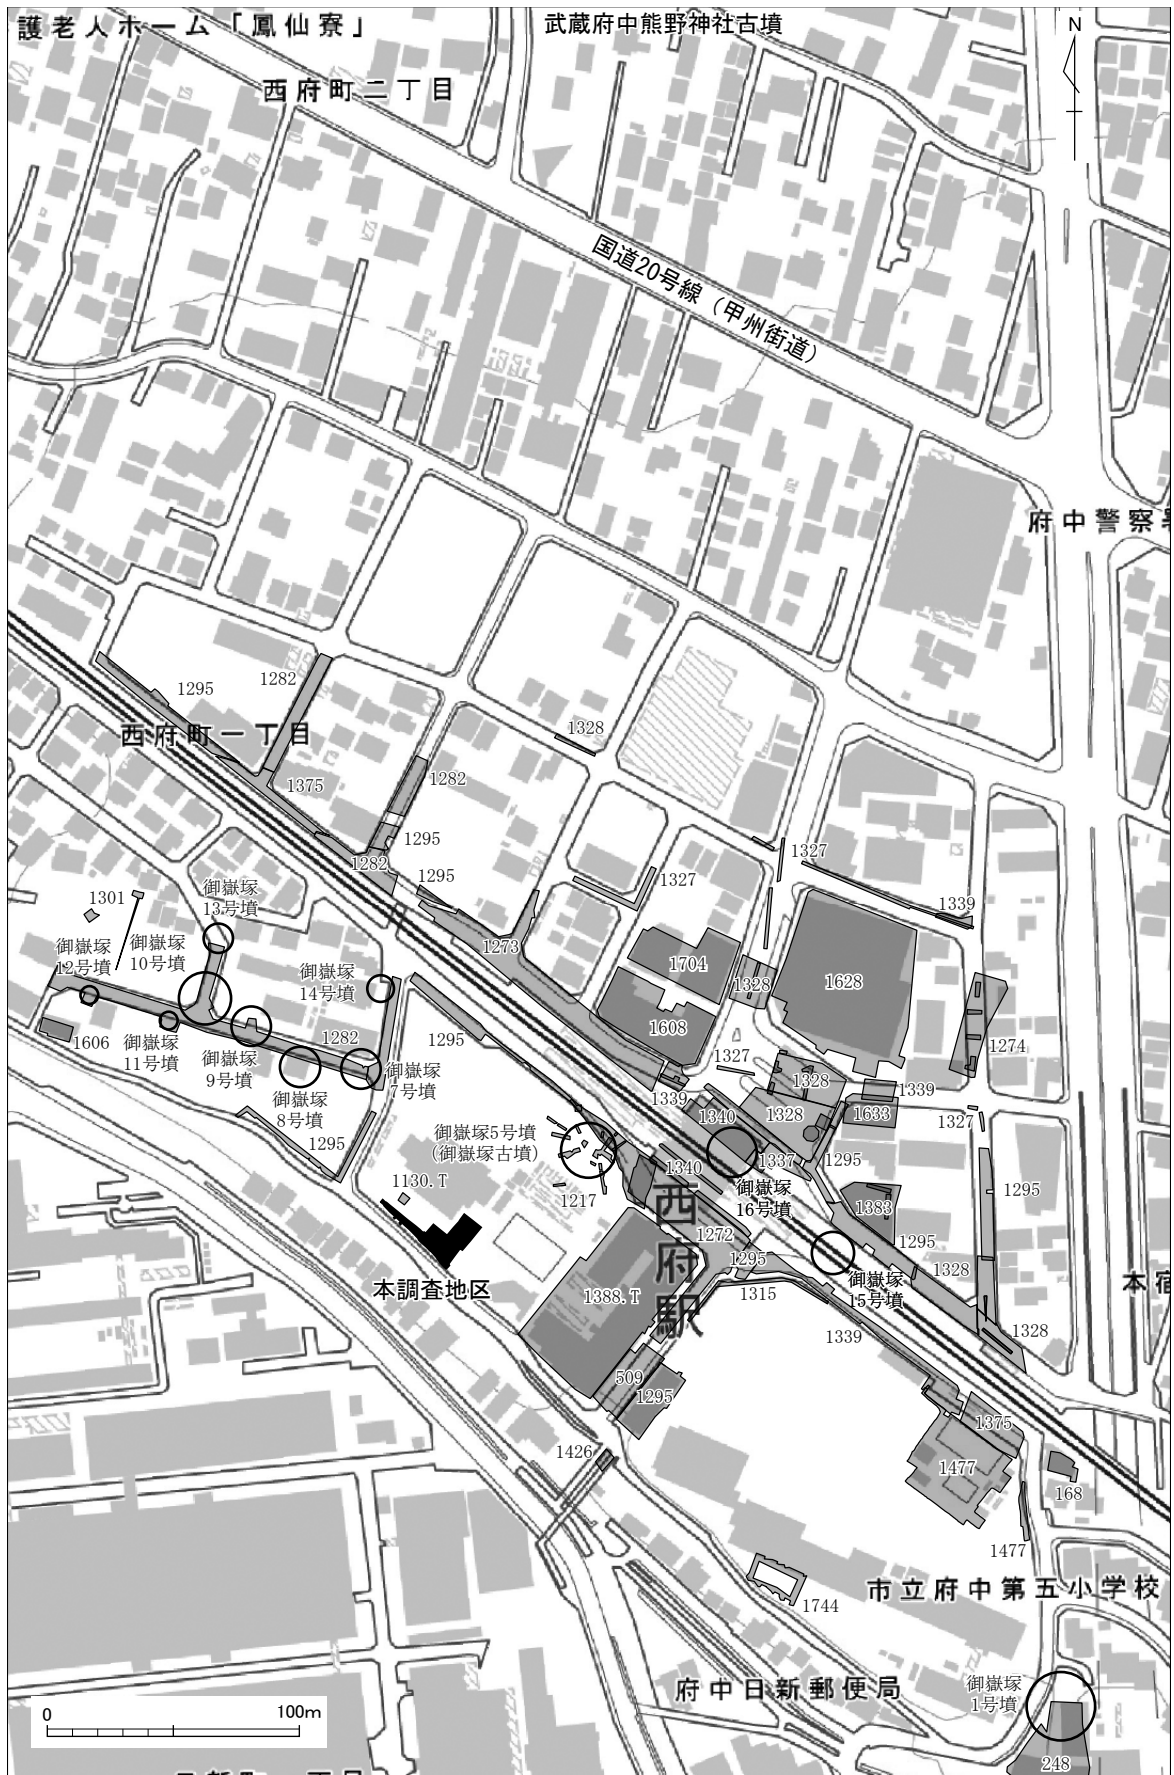 護老人ホーム「鳳仙寮」
武蔵府中熊野神社古墳
N
西府町二丁目
国道20号線（甲州街道）
府中警察署
1295
1282
西府町一丁目
1328
1375
1282
1295
1282
1295
1327
1327
1339
1301
御嶽塚
13号墳
御嶽塚
12号墳
御嶽塚
10号墳
1273
1704
1328
1628
御嶽塚
14号墳
1606
御嶽塚
11号墳
御嶽塚
9号墳
1282
1295
1608
1274
1327
御嶽塚
8号墳
御嶽塚
7号墳
1328
1339
1339
1340
1328
1633
1327
1295
御嶽塚5号墳
（御嶽塚古墳）
1340
1337
1295
1130.T
1217
西府駅
御嶽塚
16号墳
1383
1295
1272
1295
1295
本調査地区
1388.T
1315
御嶽塚
15号墳
1328
本宿
1339
1328
509
1295
1375
1426
1477
168
1477
1744
市立府中第五小学校
府中日新郵便局
御嶽塚
1号墳
0
100m
248